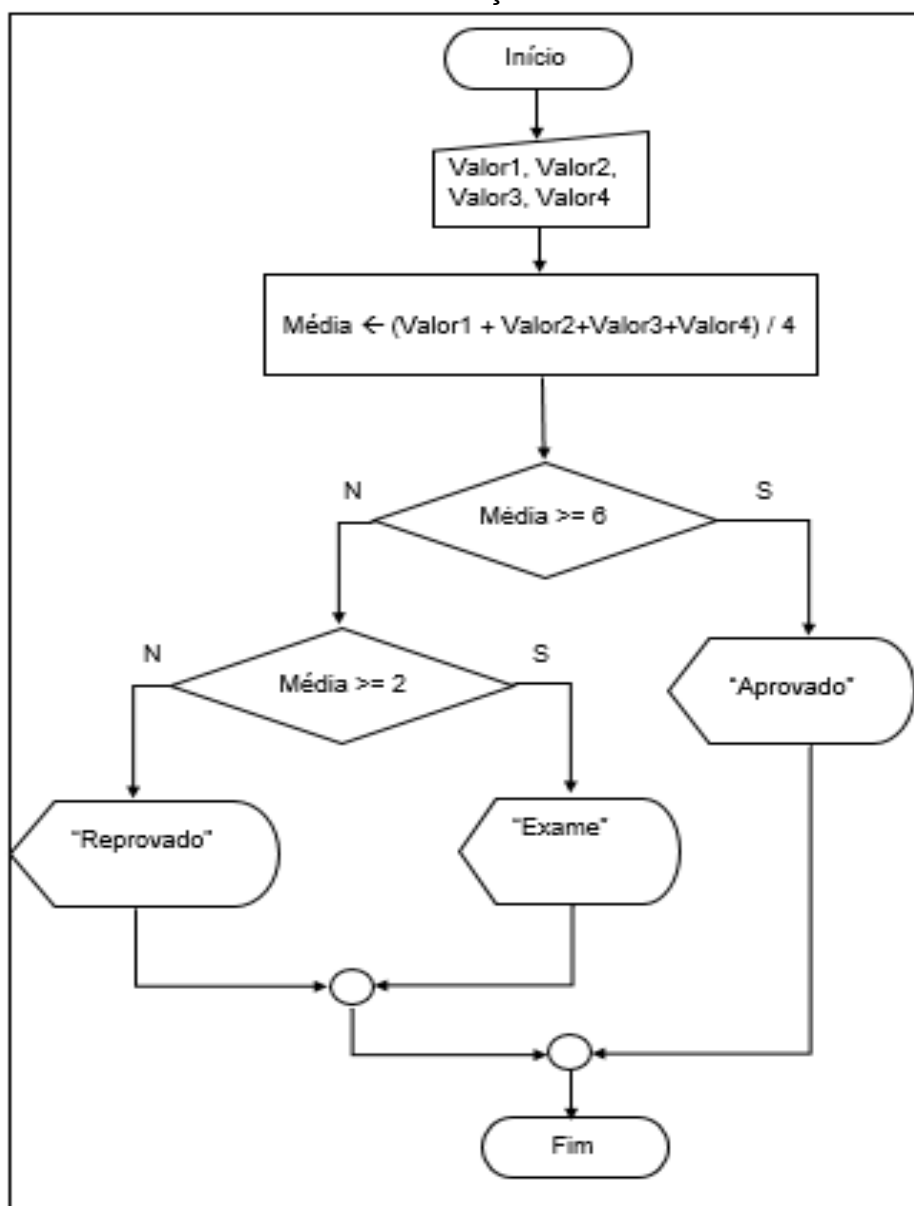 Início
Valor1, Valor2,
Valor3, Valor4
Média ← (Valor1 + Valor2+Valor3+Valor4) / 4
N
S
Média >= 6
N
S
Média >= 2
"Aprovado"
"Reprovado"
"Exame"
Fim